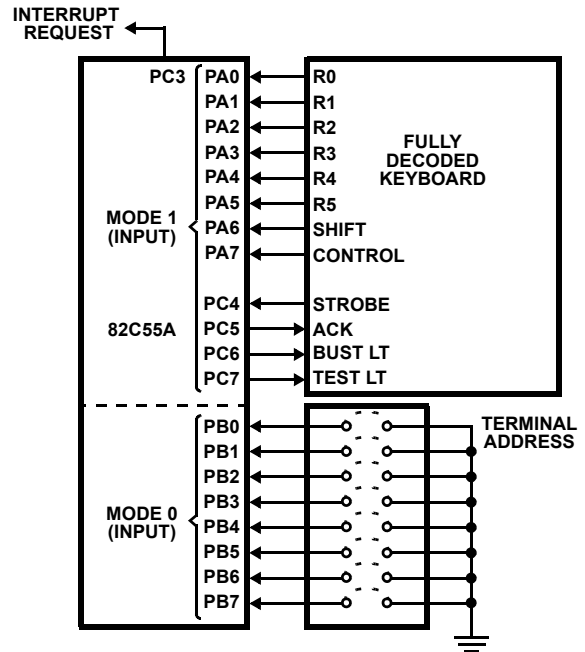 INTERRUPT
REQUEST
PC3 PA0 R0
PA1 R1
PA2 R2
PA3 R3
PA4 R4
PA5 R5
PA6 SHIFT
PA7 CONTROL
FULLY
DECODED
KEYBOARD
MODE 1
(INPUT)
PC4 STROBE
82C55A PC5 ACK
PC6 BUST LT
PC7 TEST LT
PB0
PB1
PB2
PB3
PB4
PB5
PB6
PB7
MODE 0
(INPUT)
TERMINAL
ADDRESS